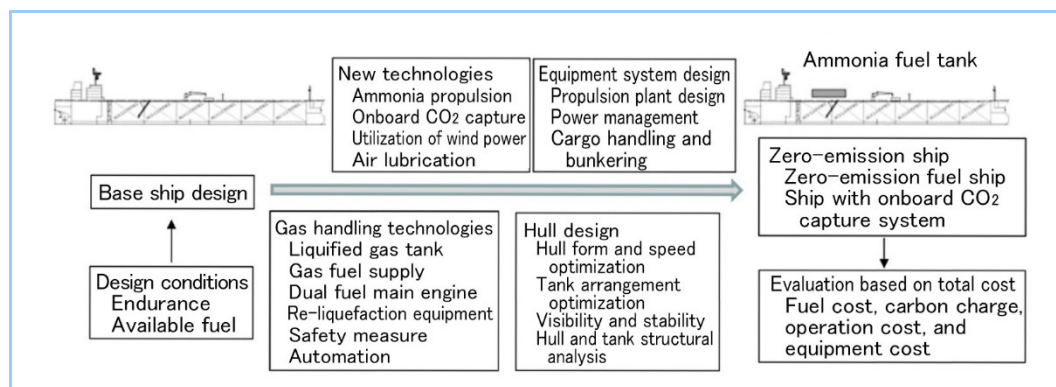 New technologies
Ammonia propulsion
Onboard CO₂ capture
Utilization of wind power
Air lubrication
Equipment system design
Propulsion plant design
Power management
Cargo handling and
bunkering
Ammonia fuel tank
Base ship design
Design conditions
Endurance
Available fuel
Gas handling technologies
Liquified gas tank
Gas fuel supply
Dual fuel main engine
Re-liquefaction equipment
Safety measure
Automation
Hull design
Hull form and speed
optimization
Tank arrangement
optimization
Visibility and stability
Hull and tank structural
analysis
Zero-emission ship
Zero-emission fuel ship
Ship with onboard CO₂
capture system
Evaluation based on total cost
Fuel cost, carbon charge,
operation cost, and
equipment cost